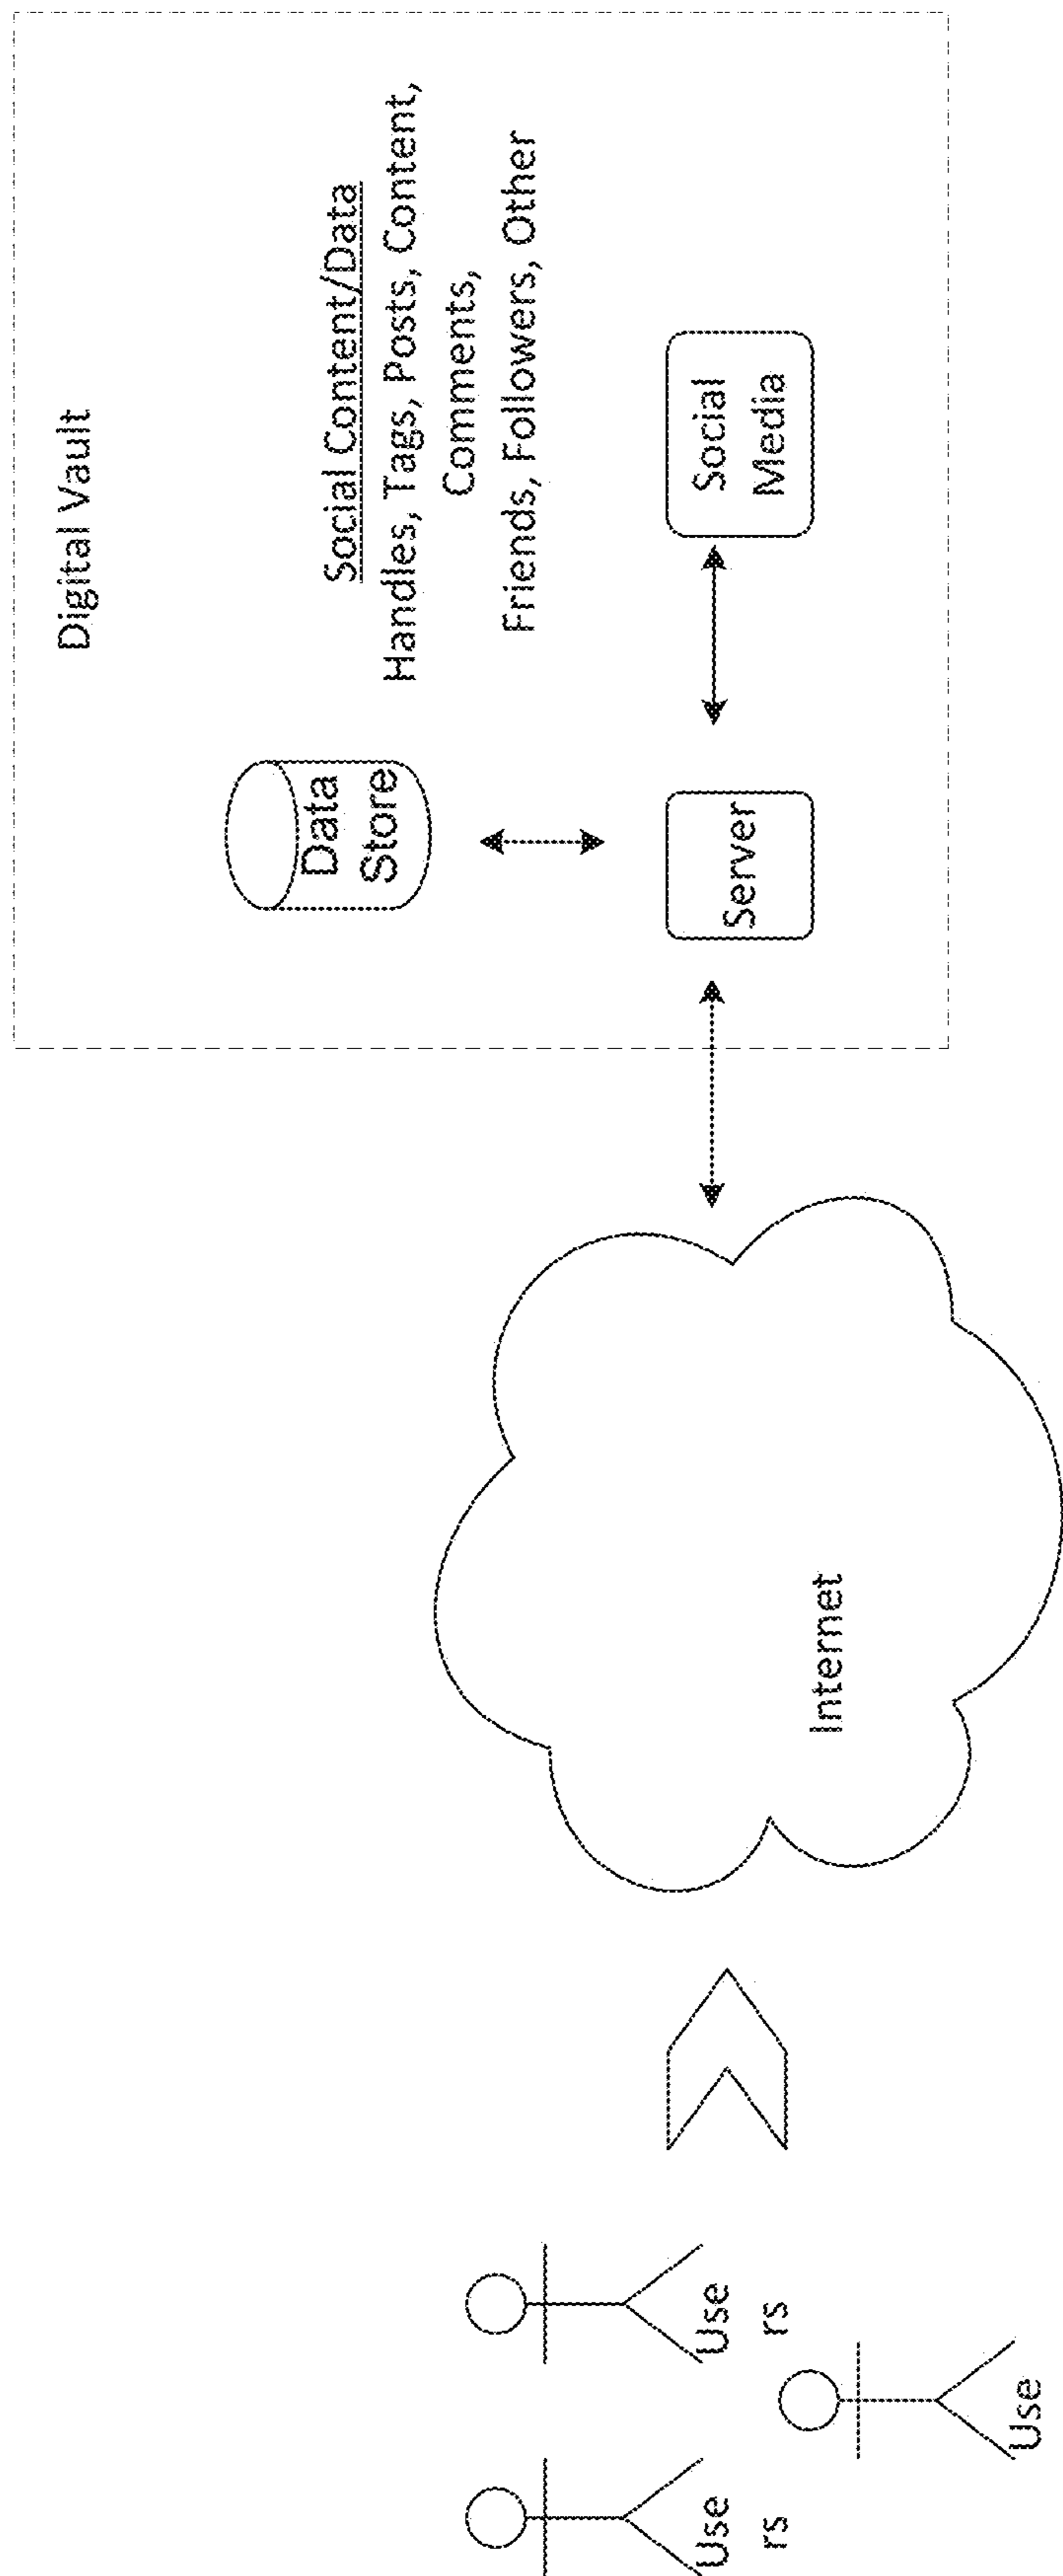 Digital Vault
Social Content/Data
Handles, Tags, Posts, Content,
Comments,
Friends, Followers, Other
Data
Store
Server
Social
Media
Internet
Use
rs
Use
rs
Use